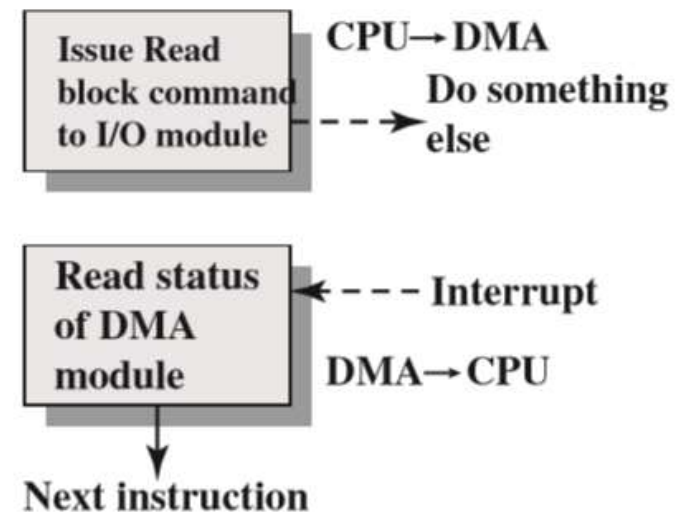 Issue Read
block command
to I/O module
CPU→DMA
Do something
else
Read status
of DMA
module
Interrupt
DMA→CPU
Next instruction